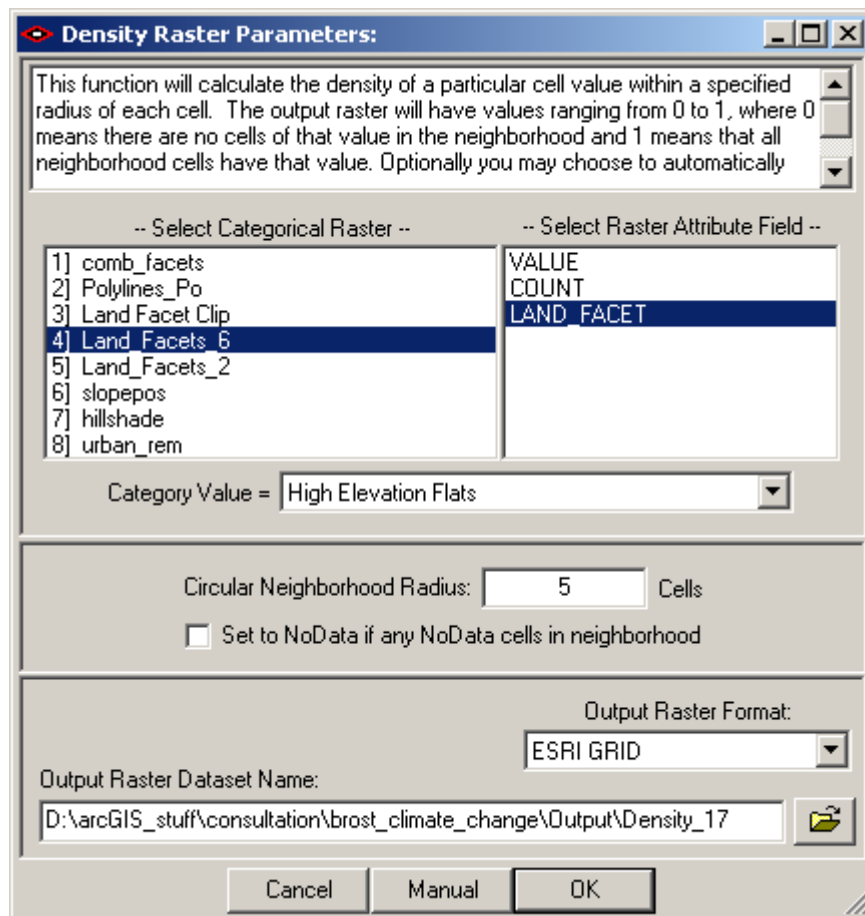 Density Raster Parameters:
This function will calculate the density of a particular cell value within a specified
radius of each cell.  The output raster will have values ranging from 0 to 1, where 0
means there are no cells of that value in the neighborhood and 1 means that all
neighborhood cells have that value. Optionally you may choose to automatically
-- Select Categorical Raster --
1] comb_facets
2] Polylines_Po
3] Land Facet Clip
4] Land_Facets_6
5] Land_Facets_2
6] slopepos
7] hillshade
8] urban_rem
-- Select Raster Attribute Field --
VALUE
COUNT
LAND_FACET
Category Value = High Elevation Flats
Circular Neighborhood Radius: 5 Cells
Set to NoData if any NoData cells in neighborhood
Output Raster Format:
ESRI GRID
Output Raster Dataset Name:
D:\arcGIS_stuff\consultation\brost_climate_change\Output\Density_17
Cancel Manual OK